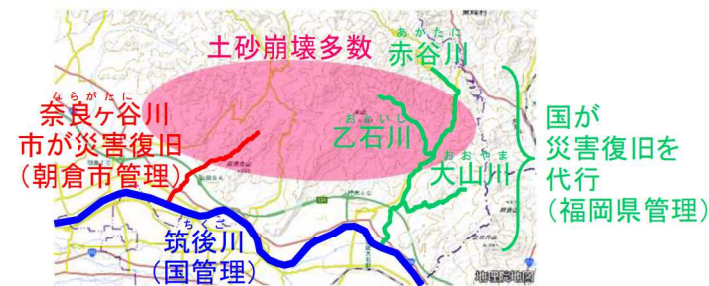 土砂崩壊多数
あかたに
赤谷川
ならがたに
奈良ヶ谷川
市が災害復旧
(朝倉市管理)
おといし
乙石川
おおやま
大山川
国が
災害復旧を
代行
(福岡県管理)
ちくご
筑後川
(国管理)
地理院地図